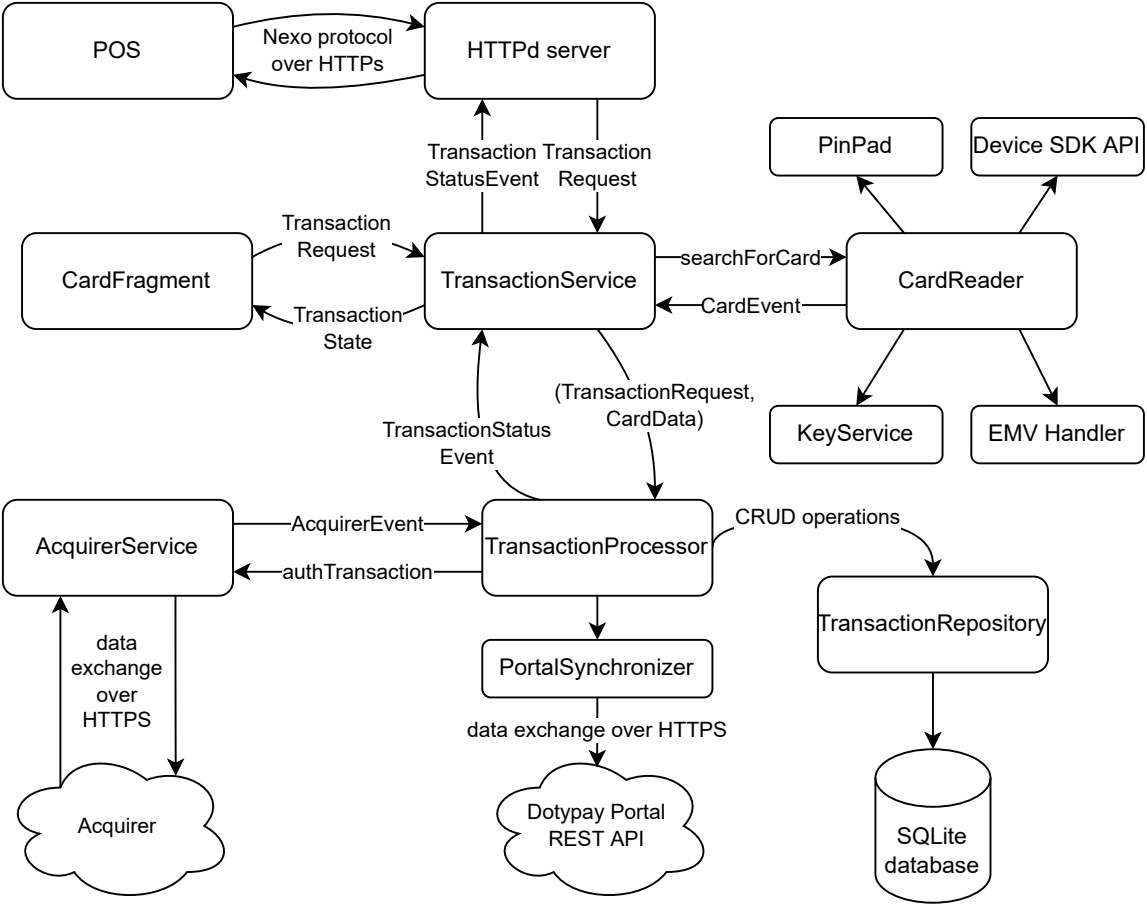 POS
Nexo protocol
over HTTPs
HTTPd server
Transaction
StatusEvent
Transaction
Request
PinPad
Device SDK API
CardFragment
Transaction
Request
Transaction
State
TransactionService
searchForCard
CardEvent
CardReader
KeyService
EMV Handler
TransactionStatus
Event
(TransactionRequest,
CardData)
AcquirerService
AcquirerEvent
authTransaction
TransactionProcessor
CRUD operations
TransactionRepository
data
exchange
over
HTTPS
PortalSynchronizer
data exchange over HTTPS
Acquirer
Dotypay Portal
REST API
SQLite
database